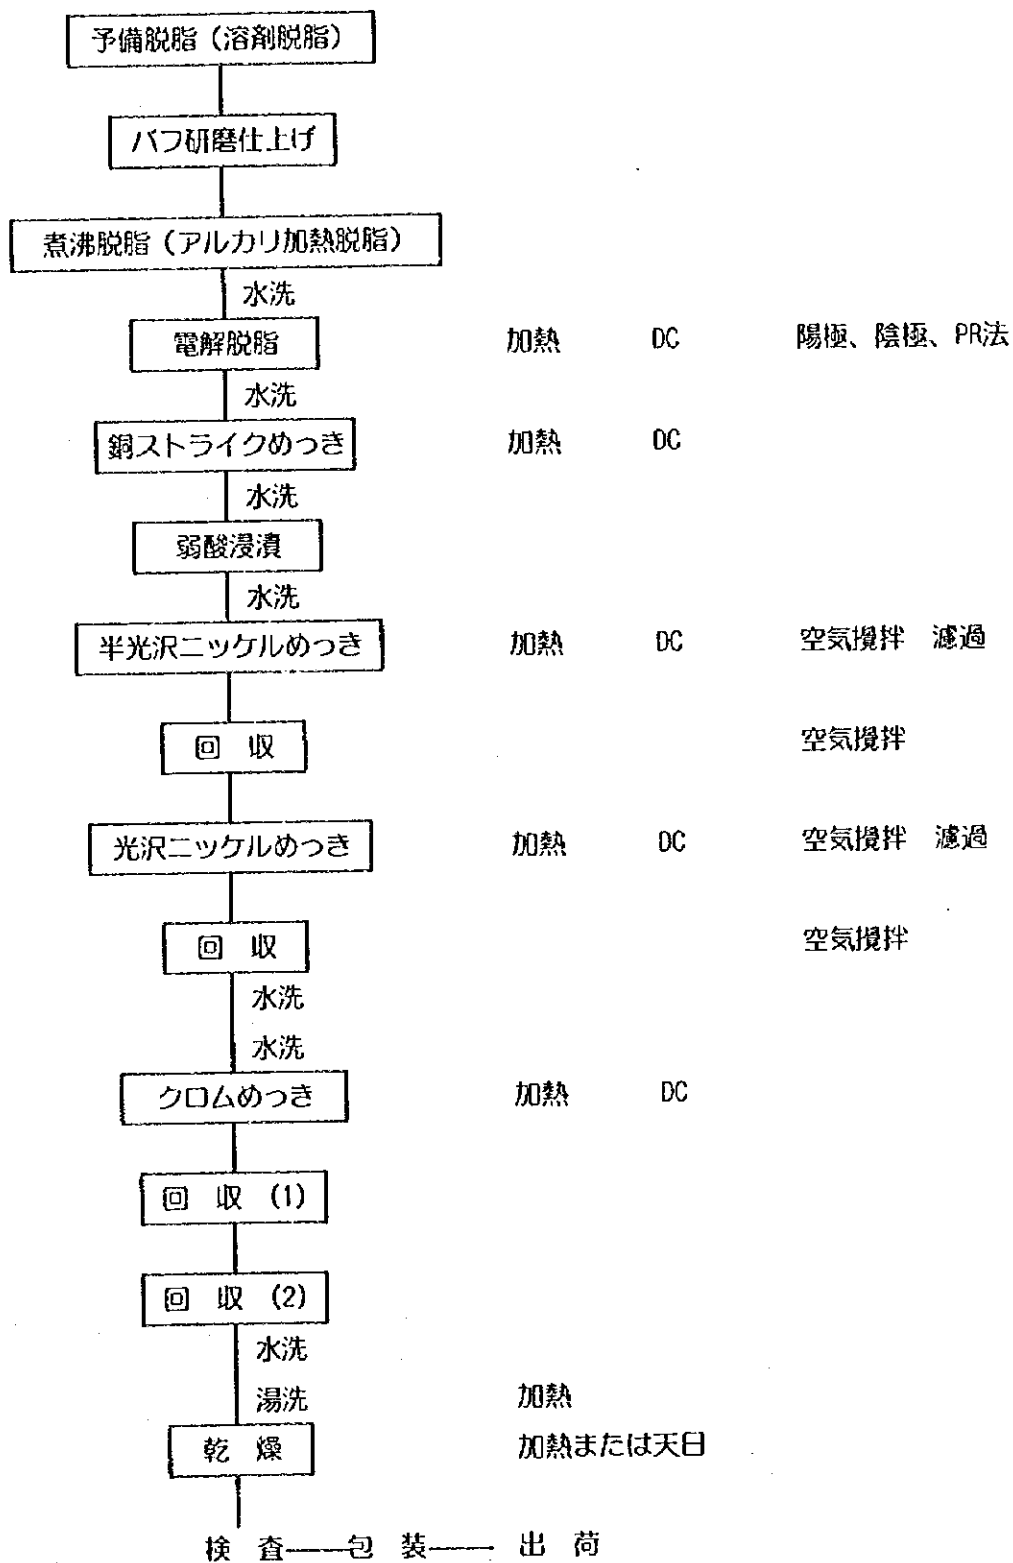 予備脱脂（溶剤脱脂）
バフ研磨仕上げ
煮沸脱脂（アルカリ加熱脱脂）
水洗
電解脱脂 加熱 DC 陽極、陰極、PR法
水洗
銅ストライクめっき 加熱 DC
水洗
弱酸浸漬
水洗
半光沢ニッケルめっき 加熱 DC 空気攪拌 濾過
回 収 空気攪拌
光沢ニッケルめっき 加熱 DC 空気攪拌 濾過
回 収 空気攪拌
水洗
水洗
クロムめっき 加熱 DC
回 収 (1)
回 収 (2)
水洗
湯洗 加熱
乾 燥 加熱または天日
検 査――包 装―― 出 荷